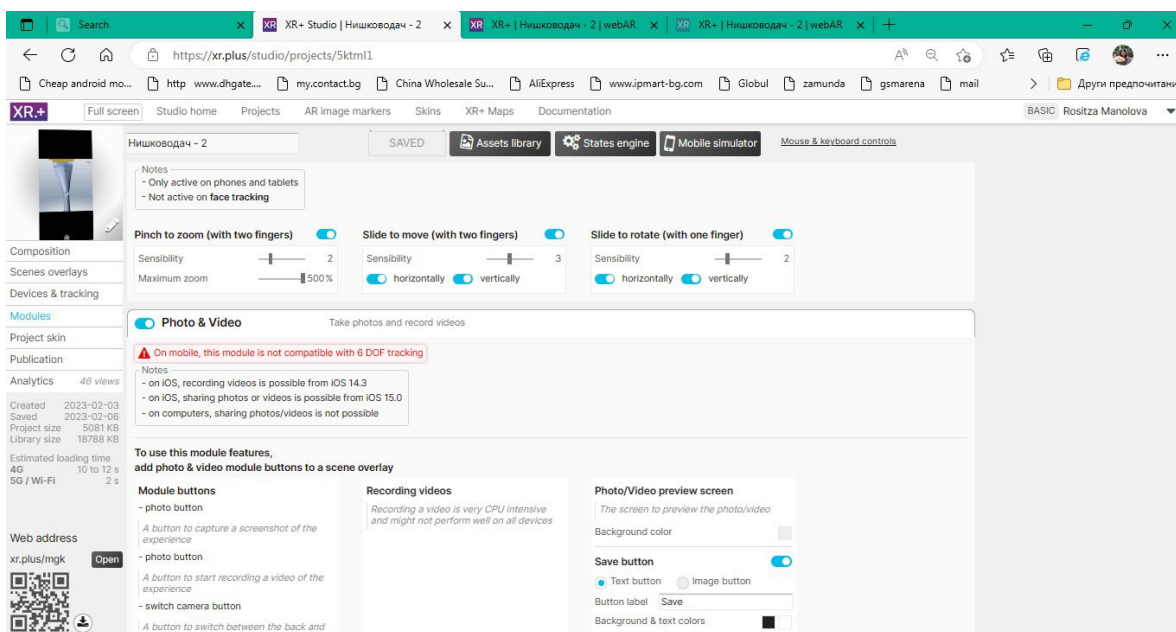 Search
XR+ Studio | Нишководач - 2
XR+ | Нишководач - 2 | webAR
XR+ | Нишководач - 2 | webAR
https://xr.plus/studio/projects/5ktml1
Cheap android mo...
http www.dhgate....
my.contact.bg
China Wholesale Su...
AliExpress
www.ipmart-bg.com
Globul
zamunda
gsmarena
mail
Други предпочитани
XR+
Full screen
Studio home
Projects
AR image markers
Skins
XR+ Maps
Documentation
BASIC Rositza Manolova
Нишководач - 2
SAVED
Assets library
States engine
Mobile simulator
Mouse & keyboard controls
Notes
- Only active on phones and tablets
- Not active on face tracking
Pinch to zoom (with two fingers)
Sensibility 2
Maximum zoom 500 %
Slide to move (with two fingers)
Sensibility 3
horizontally vertically
Slide to rotate (with one finger)
Sensibility 2
horizontally vertically
Composition
Scenes overlays
Devices & tracking
Modules
Project skin
Publication
Analytics 46 views
Created 2023-02-03
Saved 2023-02-06
Project size 5081 KB
Library size 18788 KB
Estimated loading time
4G 10 to 12 s
5G / Wi-Fi 2 s
Web address
xr.plus/mgk Open
Photo & Video Take photos and record videos
On mobile, this module is not compatible with 6 DOF tracking
Notes
- on iOS, recording videos is possible from iOS 14.3
- on iOS, sharing photos or videos is possible from iOS 15.0
- on computers, sharing photos/videos is not possible
To use this module features,
add photo & video module buttons to a scene overlay
Module buttons
- photo button
A button to capture a screenshot of the
experience
- photo button
A button to start recording a video of the
experience
- switch camera button
A button to switch between the back and
Recording videos
Recording a video is very CPU intensive
and might not perform well on all devices
Photo/Video preview screen
The screen to preview the photo/video
Background color
Save button
Text button Image button
Button label Save
Background & text colors